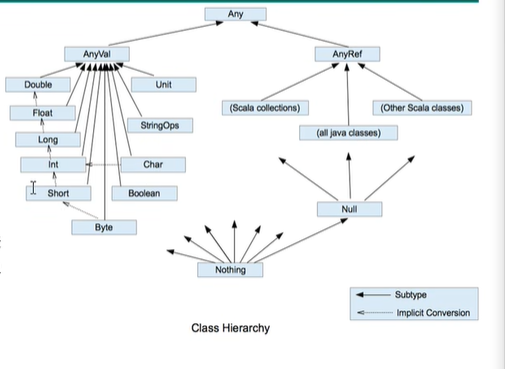 Any
AnyVal
AnyRef
Double
Unit
Float
(Scala collections)
(Other Scala classes)
StringOps
(all java classes)
Long
Int
Char
Short
Boolean
Null
Byte
Nothing
Subtype
Implicit Conversion
Class Hierarchy